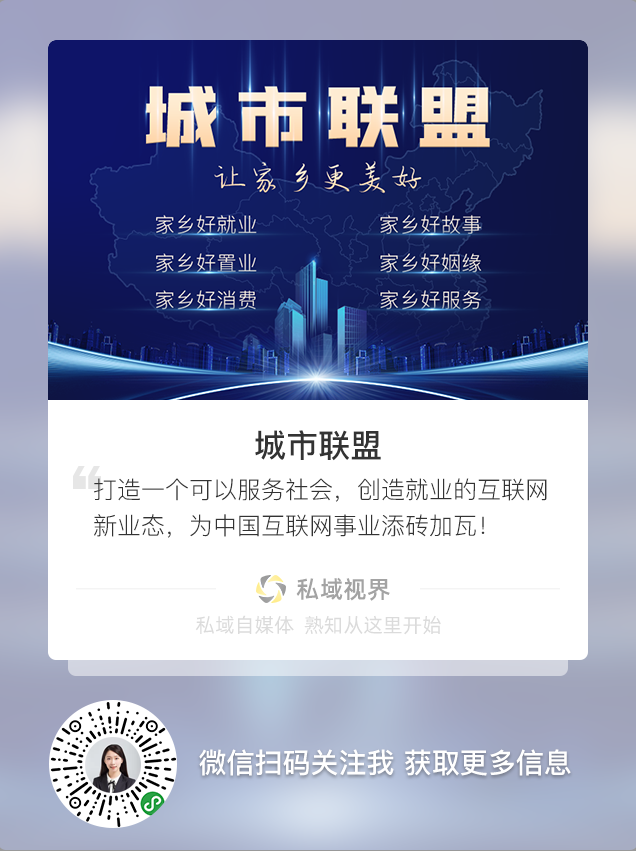 城市联盟
让家乡更美好
家乡好就业
家乡好故事
家乡好置业
家乡好姻缘
家乡好消费
家乡好服务
城市联盟
“
打造一个可以服务社会，创造就业的互联网
新业态，为中国互联网事业添砖加瓦！
私域视界
私域自媒体 熟知从这里开始
微信扫码关注我 获取更多信息